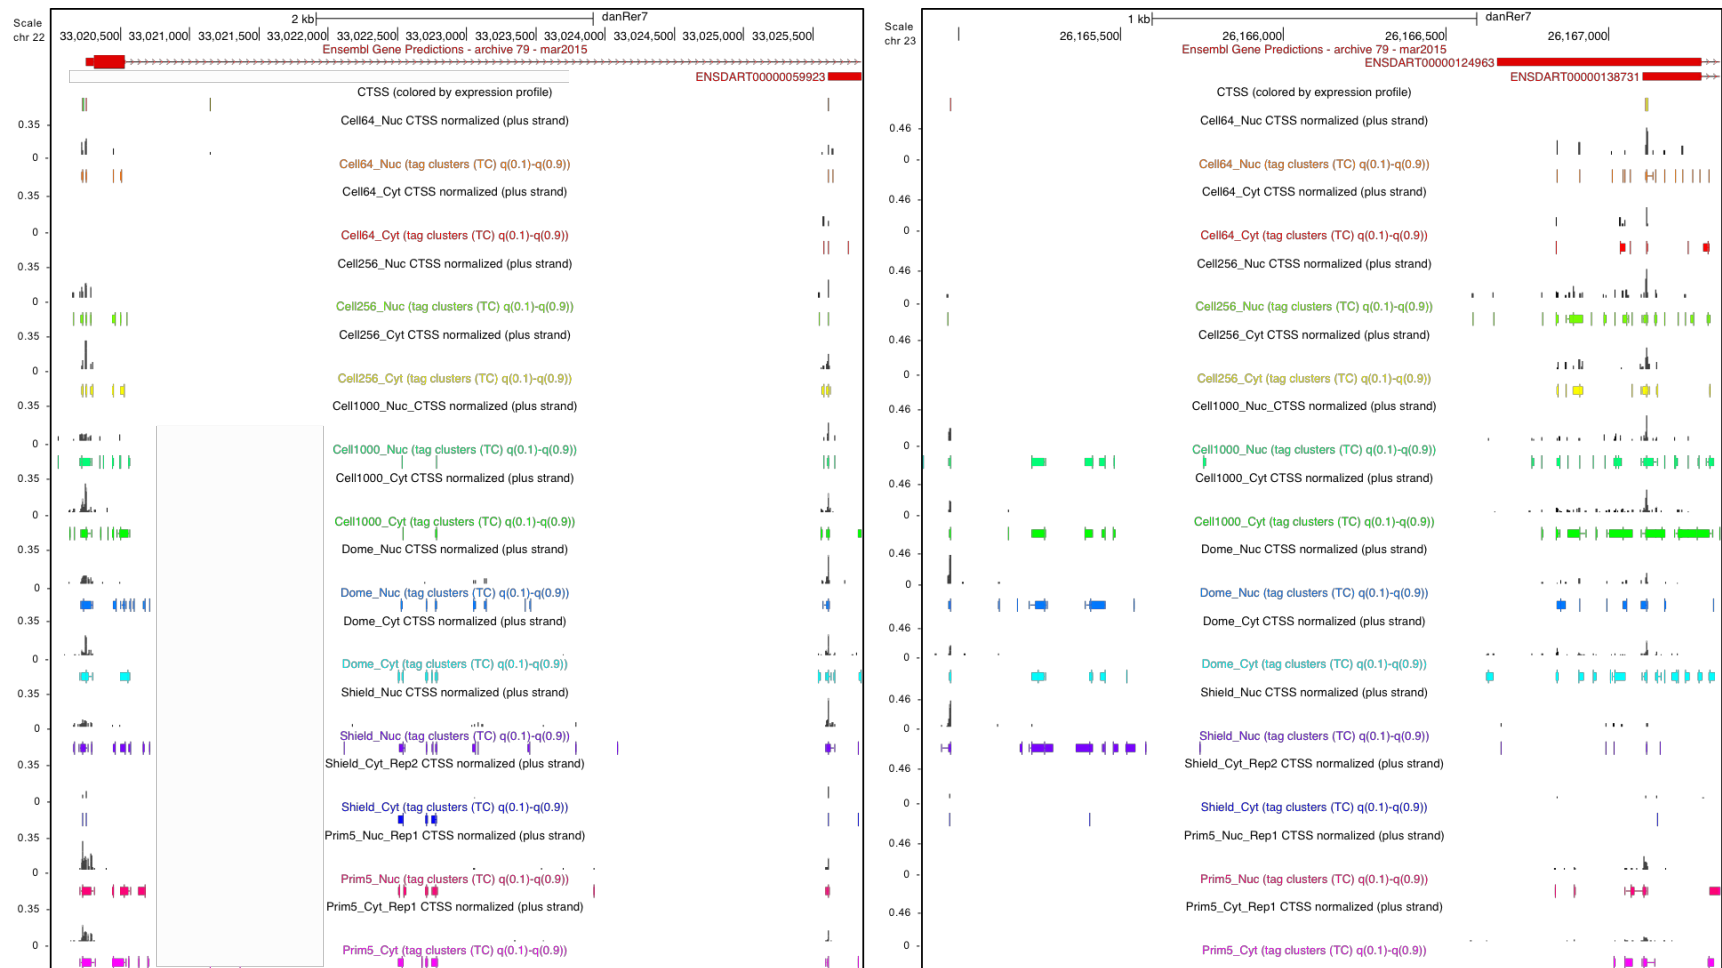 Scale
chr 22
2 kb
danRer7
33,020,500
33,021,000
33,021,500
33,022,000
33,022,500
33,023,000
33,023,500
33,024,000
33,024,500
33,025,000
33,025,500
Ensembl Gene Predictions - archive 79 - mar2015
ENSDART00000059923
CTSS (colored by expression profile)
Cell64_Nuc CTSS normalized (plus strand)
0.35
0
Cell64_Nuc (tag clusters (TC) q(0.1)-q(0.9))
Cell64_Cyt CTSS normalized (plus strand)
0.35
0
Cell64_Cyt (tag clusters (TC) q(0.1)-q(0.9))
Cell256_Nuc CTSS normalized (plus strand)
0.35
0
Cell256_Nuc (tag clusters (TC) q(0.1)-q(0.9))
Cell256_Cyt CTSS normalized (plus strand)
0.35
0
Cell256_Cyt (tag clusters (TC) q(0.1)-q(0.9))
Cell1000_Nuc_CTSS normalized (plus strand)
0.35
0
Cell1000_Nuc (tag clusters (TC) q(0.1)-q(0.9))
Cell1000_Cyt CTSS normalized (plus strand)
0.35
0
Cell1000_Cyt (tag clusters (TC) q(0.1)-q(0.9))
Dome_Nuc CTSS normalized (plus strand)
0.35
0
Dome_Nuc (tag clusters (TC) q(0.1)-q(0.9))
Dome_Cyt CTSS normalized (plus strand)
0.35
0
Dome_Cyt (tag clusters (TC) q(0.1)-q(0.9))
Shield_Nuc CTSS normalized (plus strand)
0.35
0
Shield_Nuc (tag clusters (TC) q(0.1)-q(0.9))
Shield_Cyt_Rep2 CTSS normalized (plus strand)
0.35
0
Shield_Cyt (tag clusters (TC) q(0.1)-q(0.9))
Prim5_Nuc_Rep1 CTSS normalized (plus strand)
0.35
0
Prim5_Nuc (tag clusters (TC) q(0.1)-q(0.9))
Prim5_Cyt_Rep1 CTSS normalized (plus strand)
0.35
0
Prim5_Cyt (tag clusters (TC) q(0.1)-q(0.9))
Scale
chr 23
1 kb
danRer7
26,165,500
26,166,000
26,166,500
26,167,000
Ensembl Gene Predictions - archive 79 - mar2015
ENSDART00000124963
ENSDART00000138731
CTSS (colored by expression profile)
Cell64_Nuc CTSS normalized (plus strand)
0.46
0
Cell64_Nuc (tag clusters (TC) q(0.1)-q(0.9))
Cell64_Cyt CTSS normalized (plus strand)
0.46
0
Cell64_Cyt (tag clusters (TC) q(0.1)-q(0.9))
Cell256_Nuc CTSS normalized (plus strand)
0.46
0
Cell256_Nuc (tag clusters (TC) q(0.1)-q(0.9))
Cell256_Cyt CTSS normalized (plus strand)
0.46
0
Cell256_Cyt (tag clusters (TC) q(0.1)-q(0.9))
Cell1000_Nuc CTSS normalized (plus strand)
0.46
0
Cell1000_Nuc (tag clusters (TC) q(0.1)-q(0.9))
Cell1000_Cyt CTSS normalized (plus strand)
0.46
0
Cell1000_Cyt (tag clusters (TC) q(0.1)-q(0.9))
Dome_Nuc CTSS normalized (plus strand)
0.46
0
Dome_Nuc (tag clusters (TC) q(0.1)-q(0.9))
Dome_Cyt CTSS normalized (plus strand)
0.46
0
Dome_Cyt (tag clusters (TC) q(0.1)-q(0.9))
Shield_Nuc CTSS normalized (plus strand)
0.46
0
Shield_Nuc (tag clusters (TC) q(0.1)-q(0.9))
Shield_Cyt_Rep2 CTSS normalized (plus strand)
0.46
0
Shield_Cyt (tag clusters (TC) q(0.1)-q(0.9))
Prim5_Nuc_Rep1 CTSS normalized (plus strand)
0.46
0
Prim5_Nuc (tag clusters (TC) q(0.1)-q(0.9))
Prim5_Cyt_Rep1 CTSS normalized (plus strand)
0.46
0
Prim5_Cyt (tag clusters (TC) q(0.1)-q(0.9))